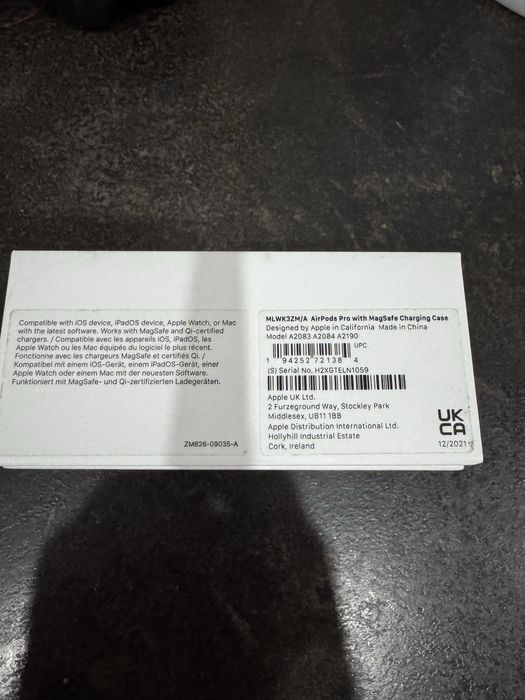 Compatible with iOS device, iPadOS device, Apple Watch, or Mac
with the latest software. Works with MagSafe and Qi-certified
chargers. / Compatible avec les appareils iOS, iPadOS, les
Apple Watch ou les Mac équipés du logiciel le plus récent.
Fonctionne avec les chargeurs MagSafe et certifiés Qi. /
Kompatibel mit einem iOS-Gerät, einem iPadOS-Gerät, einer
Apple Watch oder einem Mac mit der neuesten Software.
Funktioniert mit MagSafe- und Qi-zertifizierten Ladegeräten.
ZM826-09035-A
MLWK3ZM/A AirPods Pro with MagSafe Charging Case
Designed by Apple in California Made in China
Model A2083 A2084 A2190
UPC
1 94252 72138 4
(S) Serial No. H2XGTELN1059
Apple UK Ltd.
2 Furzeground Way, Stockley Park
Middlesex, UB11 1BB
Apple Distribution International Ltd.
Hollyhill Industrial Estate
Cork, Ireland
UK
CA
12/2021